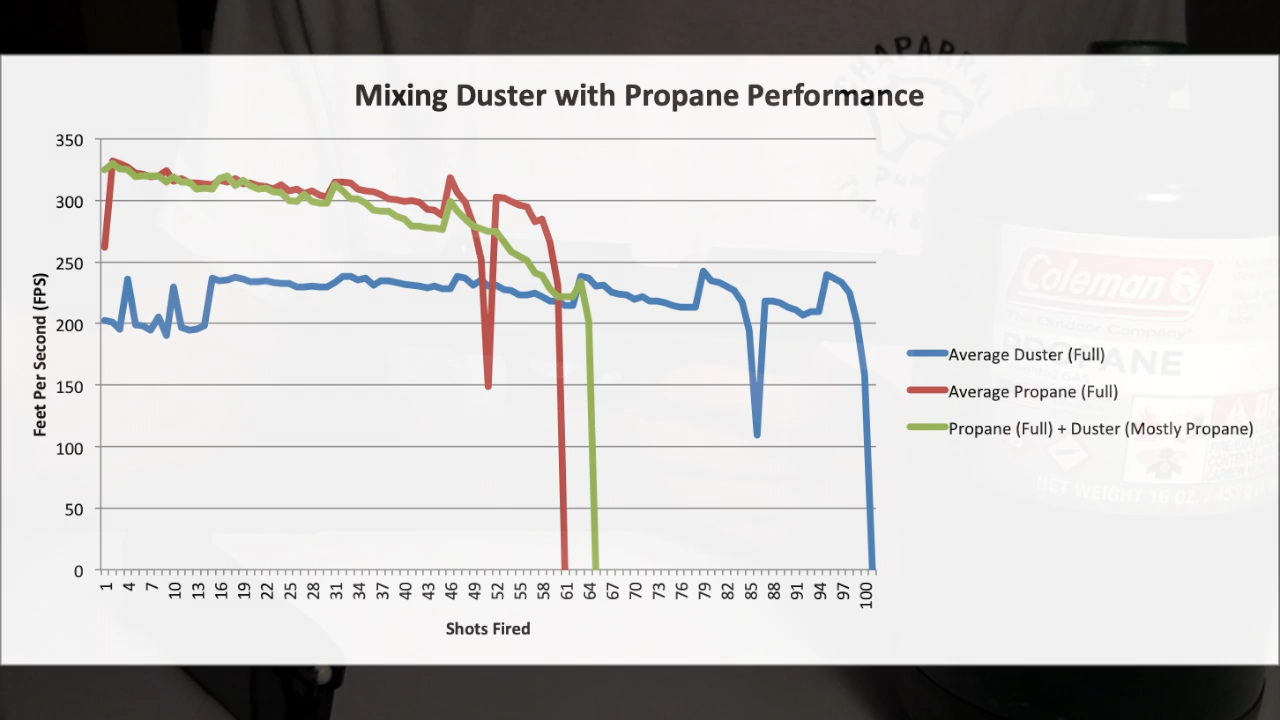 Mixing Duster with Propane Performance
CHAPARRAL
350
300
250
200
150
100
50
0
Feet Per Second (FPS)
1 4 7 10 13 16 19 22 25 28 31 34 37 40 43 46 49 52 55 58 61 64 67 70 73 76 79 82 85 88 91 94 97 100
Shots Fired
Average Duster (Full)
Average Propane (Full)
Propane (Full) + Duster (Mostly Propane)
Coleman
The Outdoor Company
PROPANE
NET WEIGHT 16 OZ.